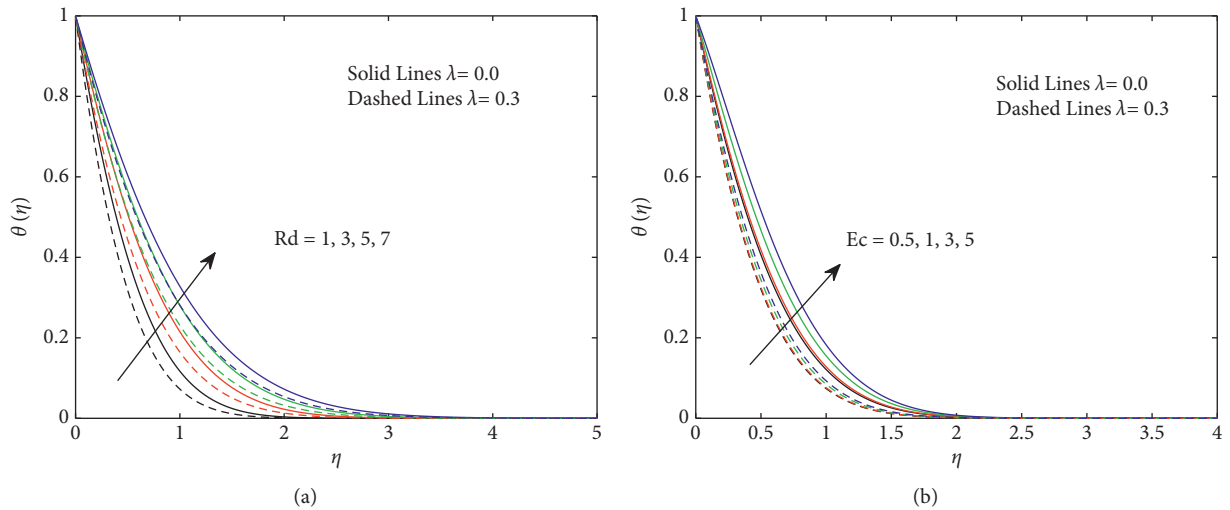 1
0.8
0.6
0.4
0.2
0
θ (η)
Solid Lines λ= 0.0
Dashed Lines λ= 0.3
Rd = 1, 3, 5, 7
0 1 2 3 4 5
η
(a)
1
0.8
0.6
0.4
0.2
0
θ (η)
Solid Lines λ= 0.0
Dashed Lines λ= 0.3
Ec = 0.5, 1, 3, 5
0 0.5 1 1.5 2 2.5 3 3.5 4
η
(b)